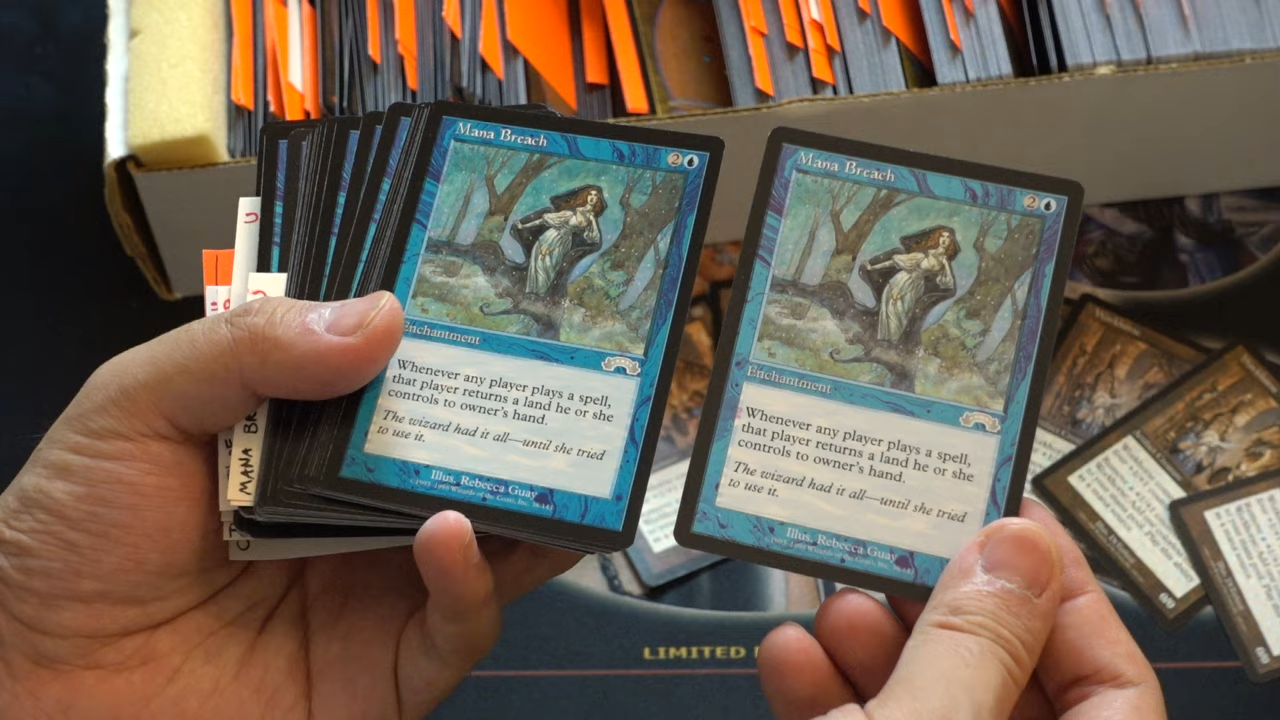 Mana Breach
2
Enchantment
Whenever any player plays a spell,
that player returns a land he or she
controls to owner's hand.
The wizard had it all—until she tried
to use it.
Illus. Rebecca Guay
Mana Breach
2
Enchantment
Whenever any player plays a spell,
that player returns a land he or she
controls to owner's hand.
The wizard had it all—until she tried
to use it.
Illus. Rebecca Guay
U
MANA BR
LIMITED